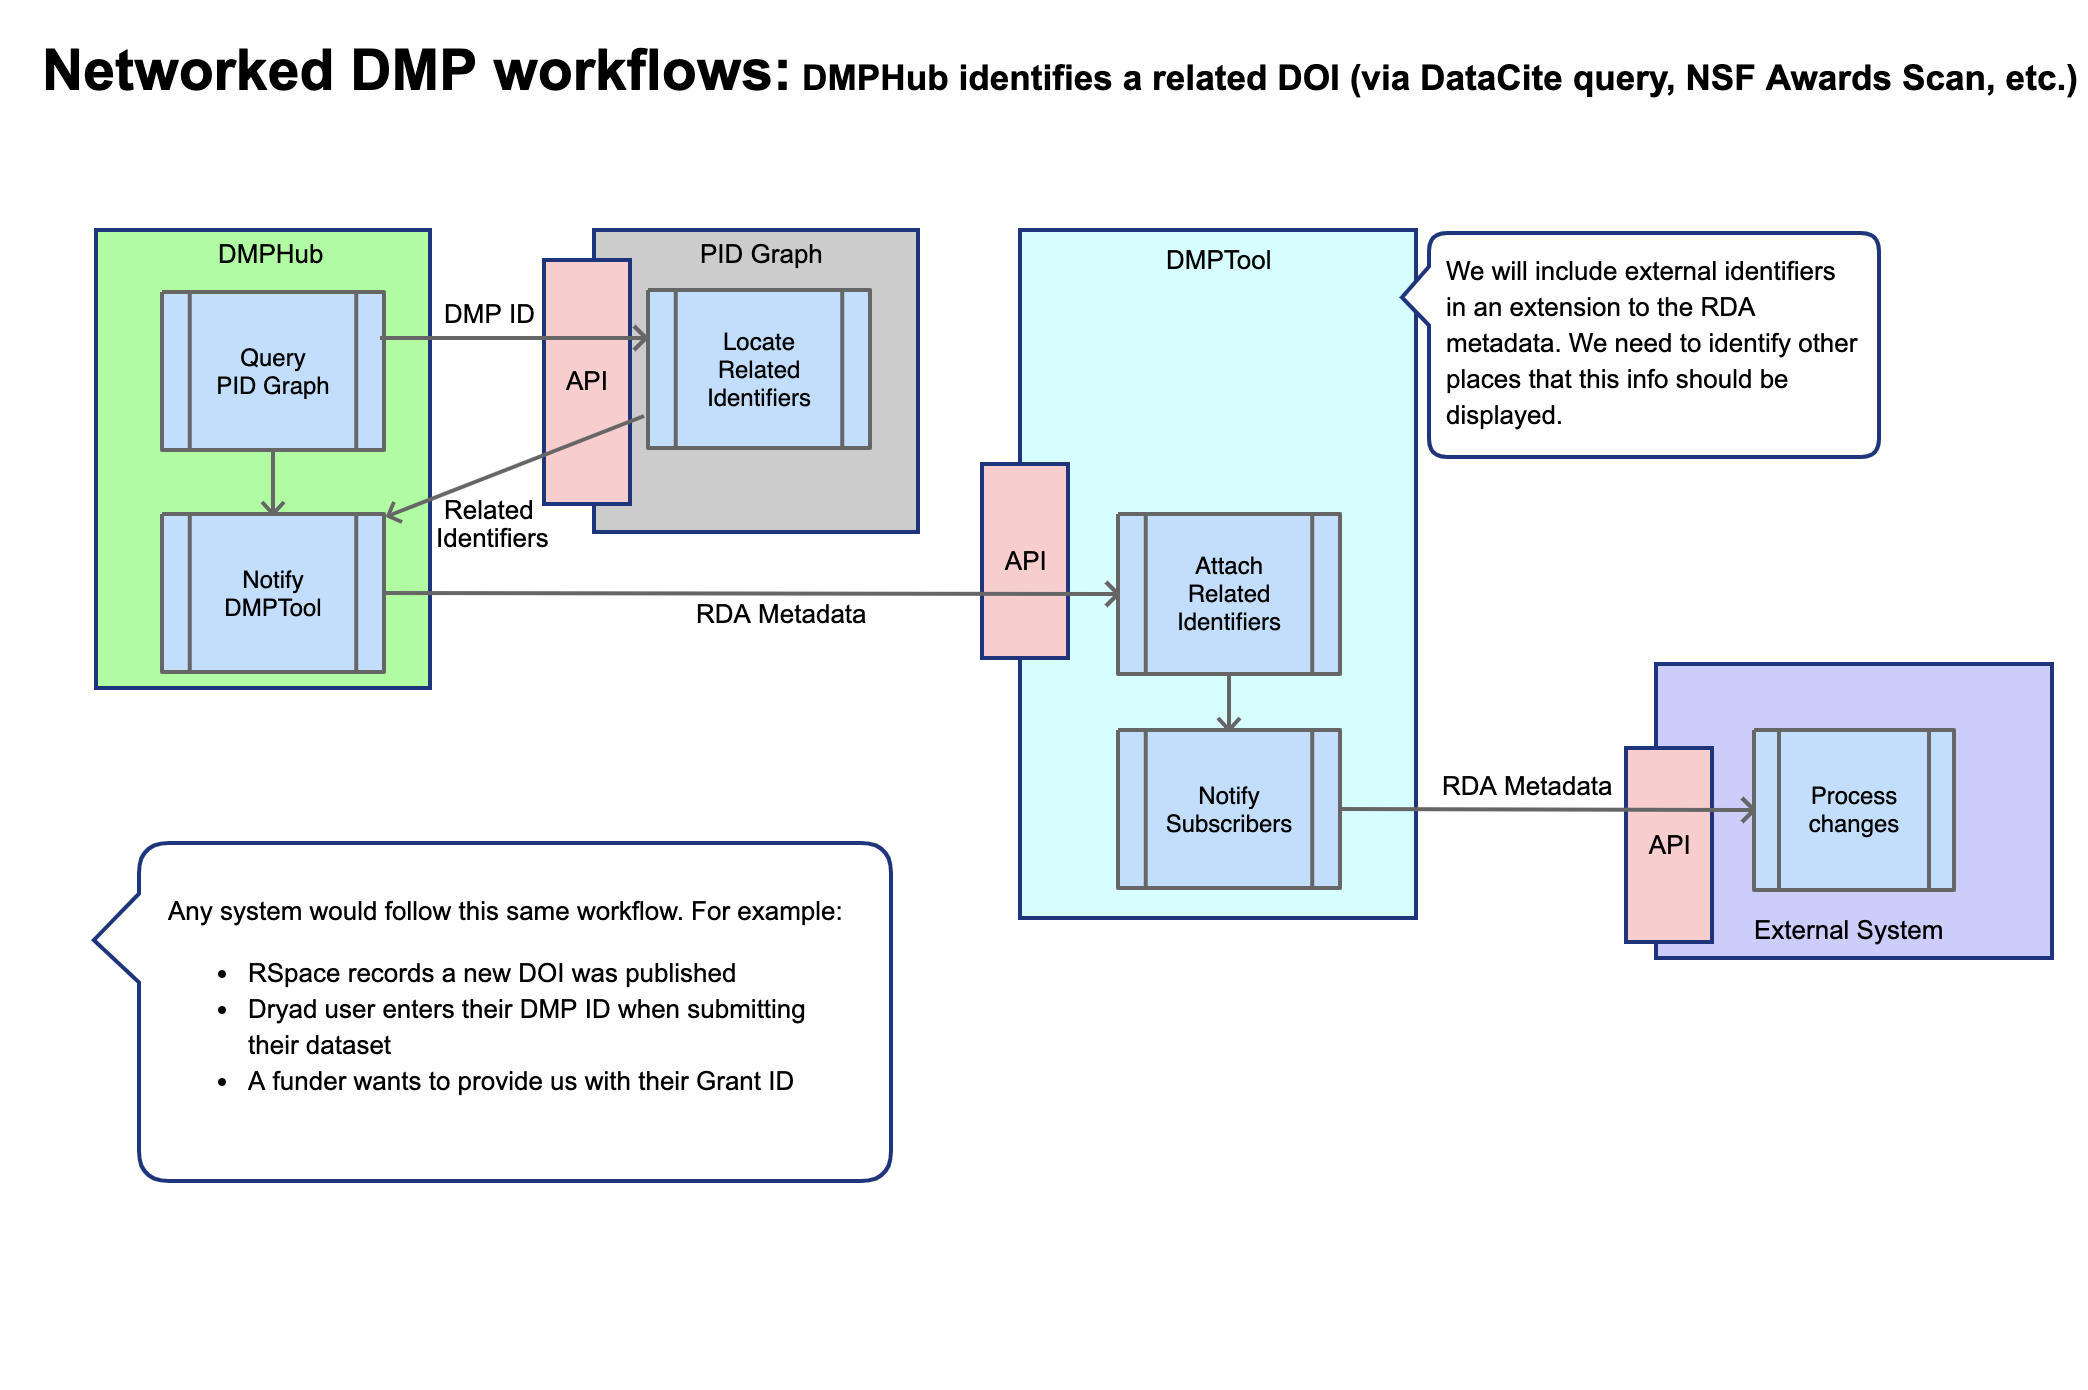 Networked DMP workflows: DMPHub identifies a related DOI (via DataCite query, NSF Awards Scan, etc.)
DMPHub
Query
PID Graph
Notify
DMPTool
DMP ID
Related
Identifiers
API
PID Graph
Locate
Related
Identifiers
RDA Metadata
DMPTool
API
Attach
Related
Identifiers
Notify
Subscribers
We will include external identifiers
in an extension to the RDA
metadata. We need to identify other
places that this info should be
displayed.
RDA Metadata
API
Process
changes
External System
Any system would follow this same workflow. For example:
• RSpace records a new DOI was published
• Dryad user enters their DMP ID when submitting
their dataset
• A funder wants to provide us with their Grant ID